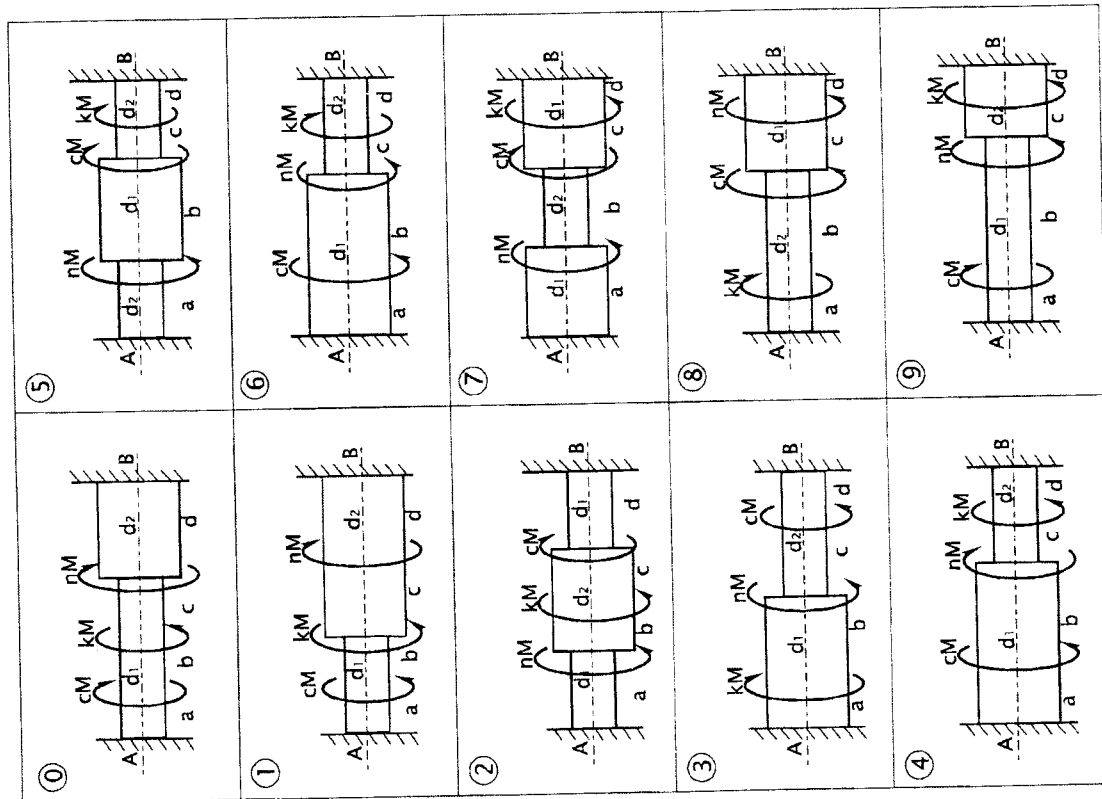 ⓪
cM kM nM
A d₁ d₂ B
a b c d
⑤
nM cM kM
A d₂ d₁ d₂ B
a b c d
①
cM kM nM
A d₁ d₂ B
a b c d
⑥
cM nM kM
A d₁ d₂ B
a b c d
②
nM kM cM
A d₁ d₂ d₁ B
a b c d
⑦
nM cM kM
A d₁ d₂ d₁ B
a b c d
③
kM nM cM
A d₁ d₂ B
a b c d
⑧
kM cM nM
A d₂ d₁ B
a b c d
④
cM nM kM
A d₁ d₂ B
a b c d
⑨
cM nM kM
A d₁ d₂ B
a b c d